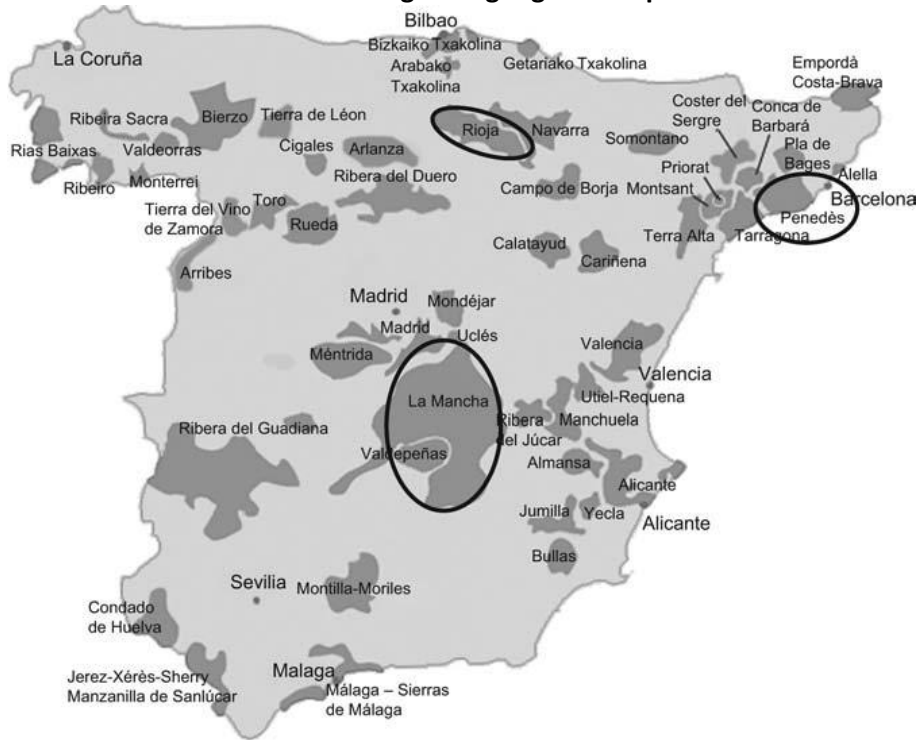 Bilbao
Bizkaiko Txakolina
La Coruña
Arabako
Txakolina
Getariako Txakolina
Empordà
Costa-Brava
Ribeira Sacra
Bierzo
Tierra de Léon
Rioja
Navarra
Coster del
Sergre
Conca de
Barbará
Somontano
Rias Baixas
Valdeorras
Cigales
Arlanza
Pla de
Bages
Priorat
Alella
Ribeiro
Monterrei
Ribera del Duero
Campo de Borja
Montsant
Barcelona
Tierra del Vino
de Zamora
Toro
Rueda
Penedès
Terra Alta
Tarragona
Calatayud
Cariñena
Arribes
Madrid
Mondéjar
Madrid
Uclés
Méntrida
Valencia
Valencia
La Mancha
Utiel-Requena
Ribera
del Júcar
Manchuela
Ribera del Guadiana
Valdepeñas
Almansa
Alicante
Jumilla
Yecla
Alicante
Bullas
Sevilla
Montilla-Moriles
Condado
de Huelva
Jerez-Xérès-Sherry
Manzanilla de Sanlúcar
Malaga
Málaga – Sierras
de Málaga